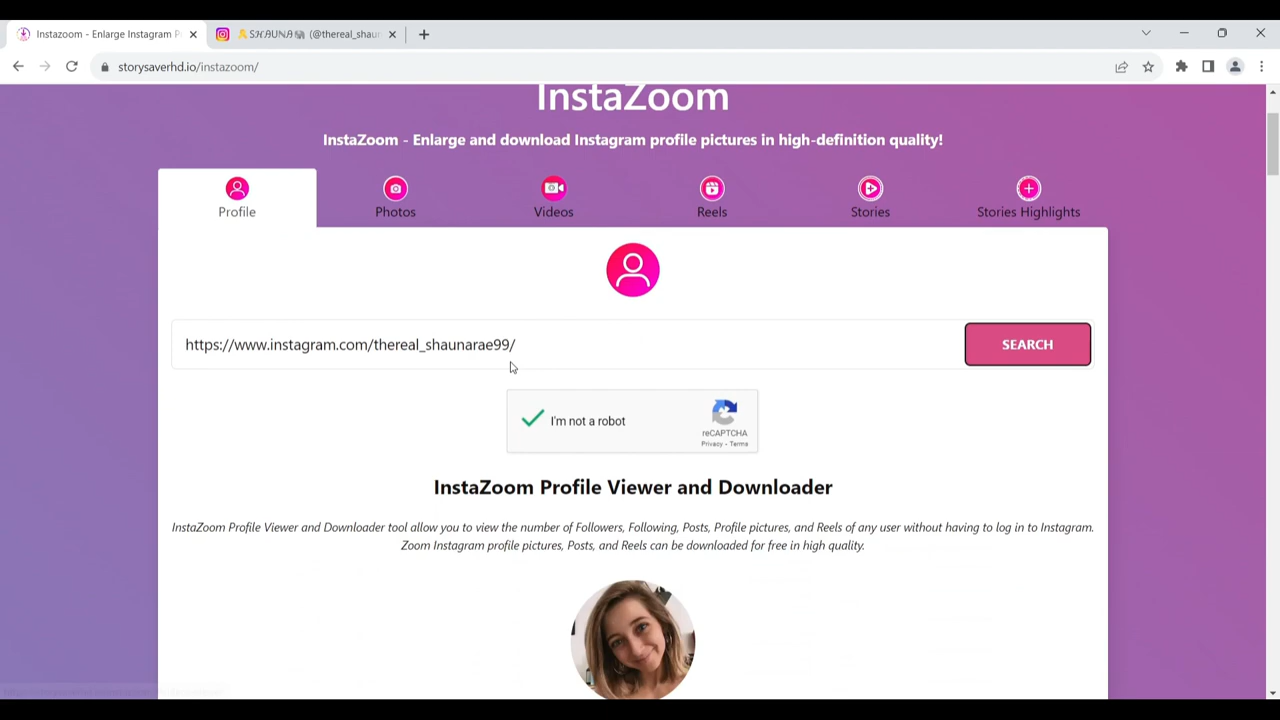 Instazoom - Enlarge Instagram P
(@thereal_shaun
storysaverhd.io/instazoom/
InstaZoom
InstaZoom - Enlarge and download Instagram profile pictures in high-definition quality!
Profile
Photos
Videos
Reels
Stories
Stories Highlights
https://www.instagram.com/thereal_shaunarae99/
SEARCH
I'm not a robot
reCAPTCHA
Privacy - Terms
InstaZoom Profile Viewer and Downloader
InstaZoom Profile Viewer and Downloader tool allow you to view the number of Followers, Following, Posts, Profile pictures, and Reels of any user without having to log in to Instagram.
Zoom Instagram profile pictures, Posts, and Reels can be downloaded for free in high quality.